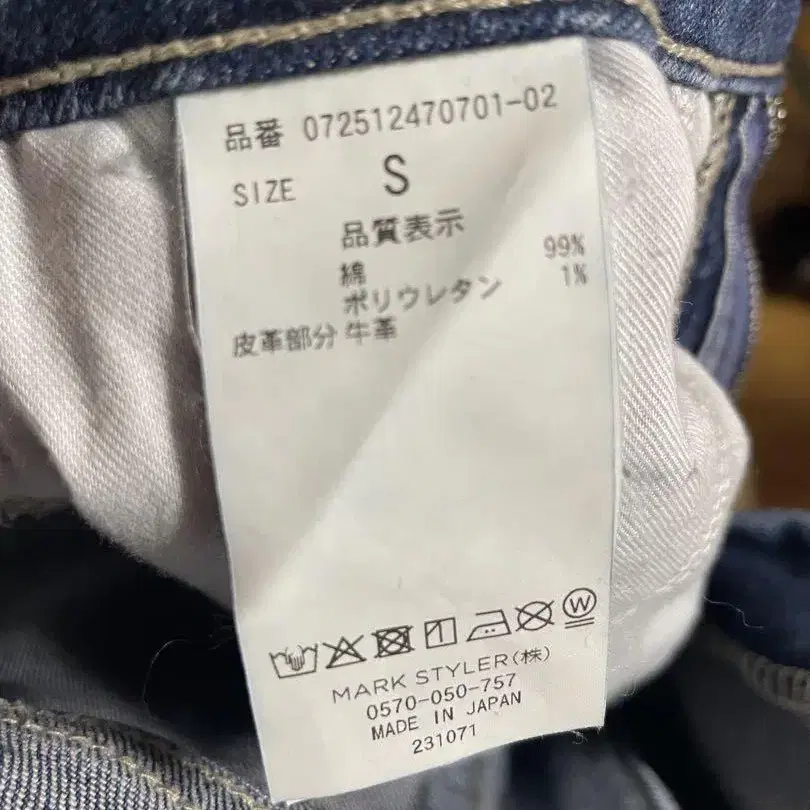 品番 072512470701-02
SIZE S
品質表示
綿 99%
ポリウレタン 1%
皮革部分 牛革
W
MARK STYLER(株)
0570-050-757
MADE IN JAPAN
231071